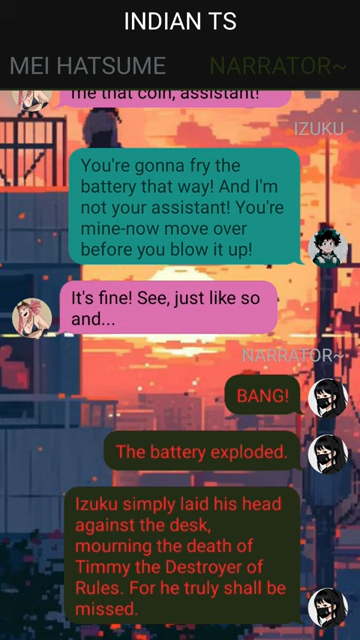 INDIAN TS
MEI HATSUME NARRATOR~
me that coin, assistant!
IZUKU
You're gonna fry the
battery that way! And I'm
not your assistant! You're
mine-now move over
before you blow it up!
It's fine! See, just like so
and...
NARRATOR~
BANG!
The battery exploded.
Izuku simply laid his head
against the desk,
mourning the death of
Timmy the Destroyer of
Rules. For he truly shall be
missed.